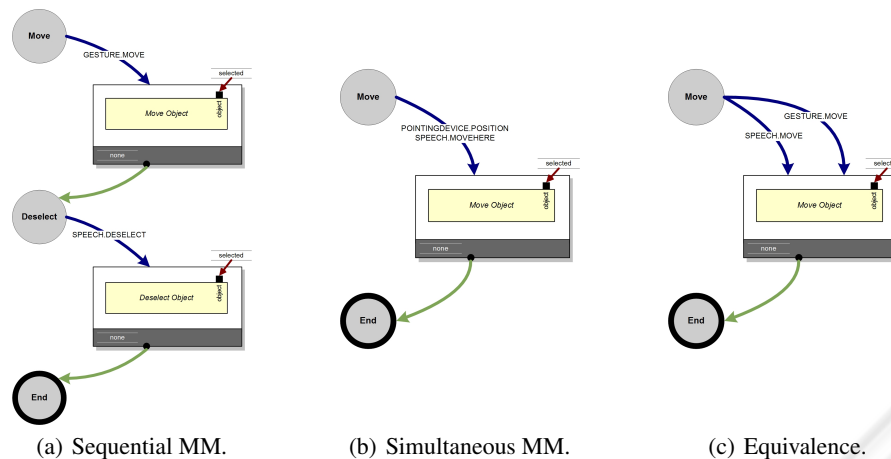 Move
GESTURE.MOVE
selected
Move Object
object
none
Deselect
SPEECH.DESELECT
selected
Deselect Object
object
none
End
(a) Sequential MM.
Move
POINTINGDEVICE.POSITION
SPEECH.MOVEHERE
selected
Move Object
object
none
End
(b) Simultaneous MM.
Move
GESTURE.MOVE
SPEECH.MOVE
select
Move Object
object
none
End
(c) Equivalence.